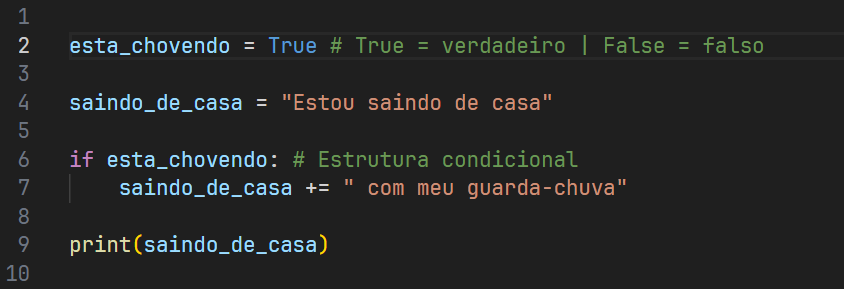 1
2 esta_chovendo = True # True = verdadeiro | False = falso
3
4 saindo_de_casa = "Estou saindo de casa"
5
6 if esta_chovendo: # Estrutura condicional
7     saindo_de_casa += " com meu guarda-chuva"
8
9 print(saindo_de_casa)
10